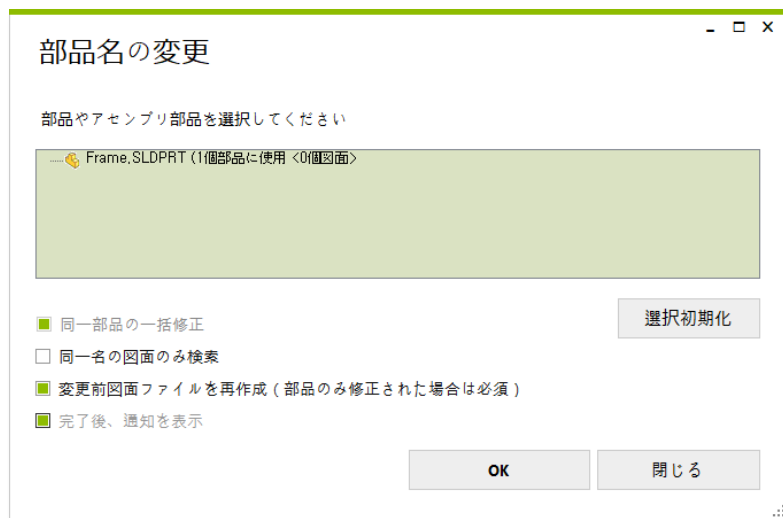 部品名の変更
部品やアセンブリ部品を選択してください
Frame.SLDPRT (1個部品に使用 <0個図面>
選択初期化
同一部品の一括修正
同一名の図面のみ検索
変更前図面ファイルを再作成 ( 部品のみ修正された場合は必須 )
完了後、通知を表示
OK
閉じる